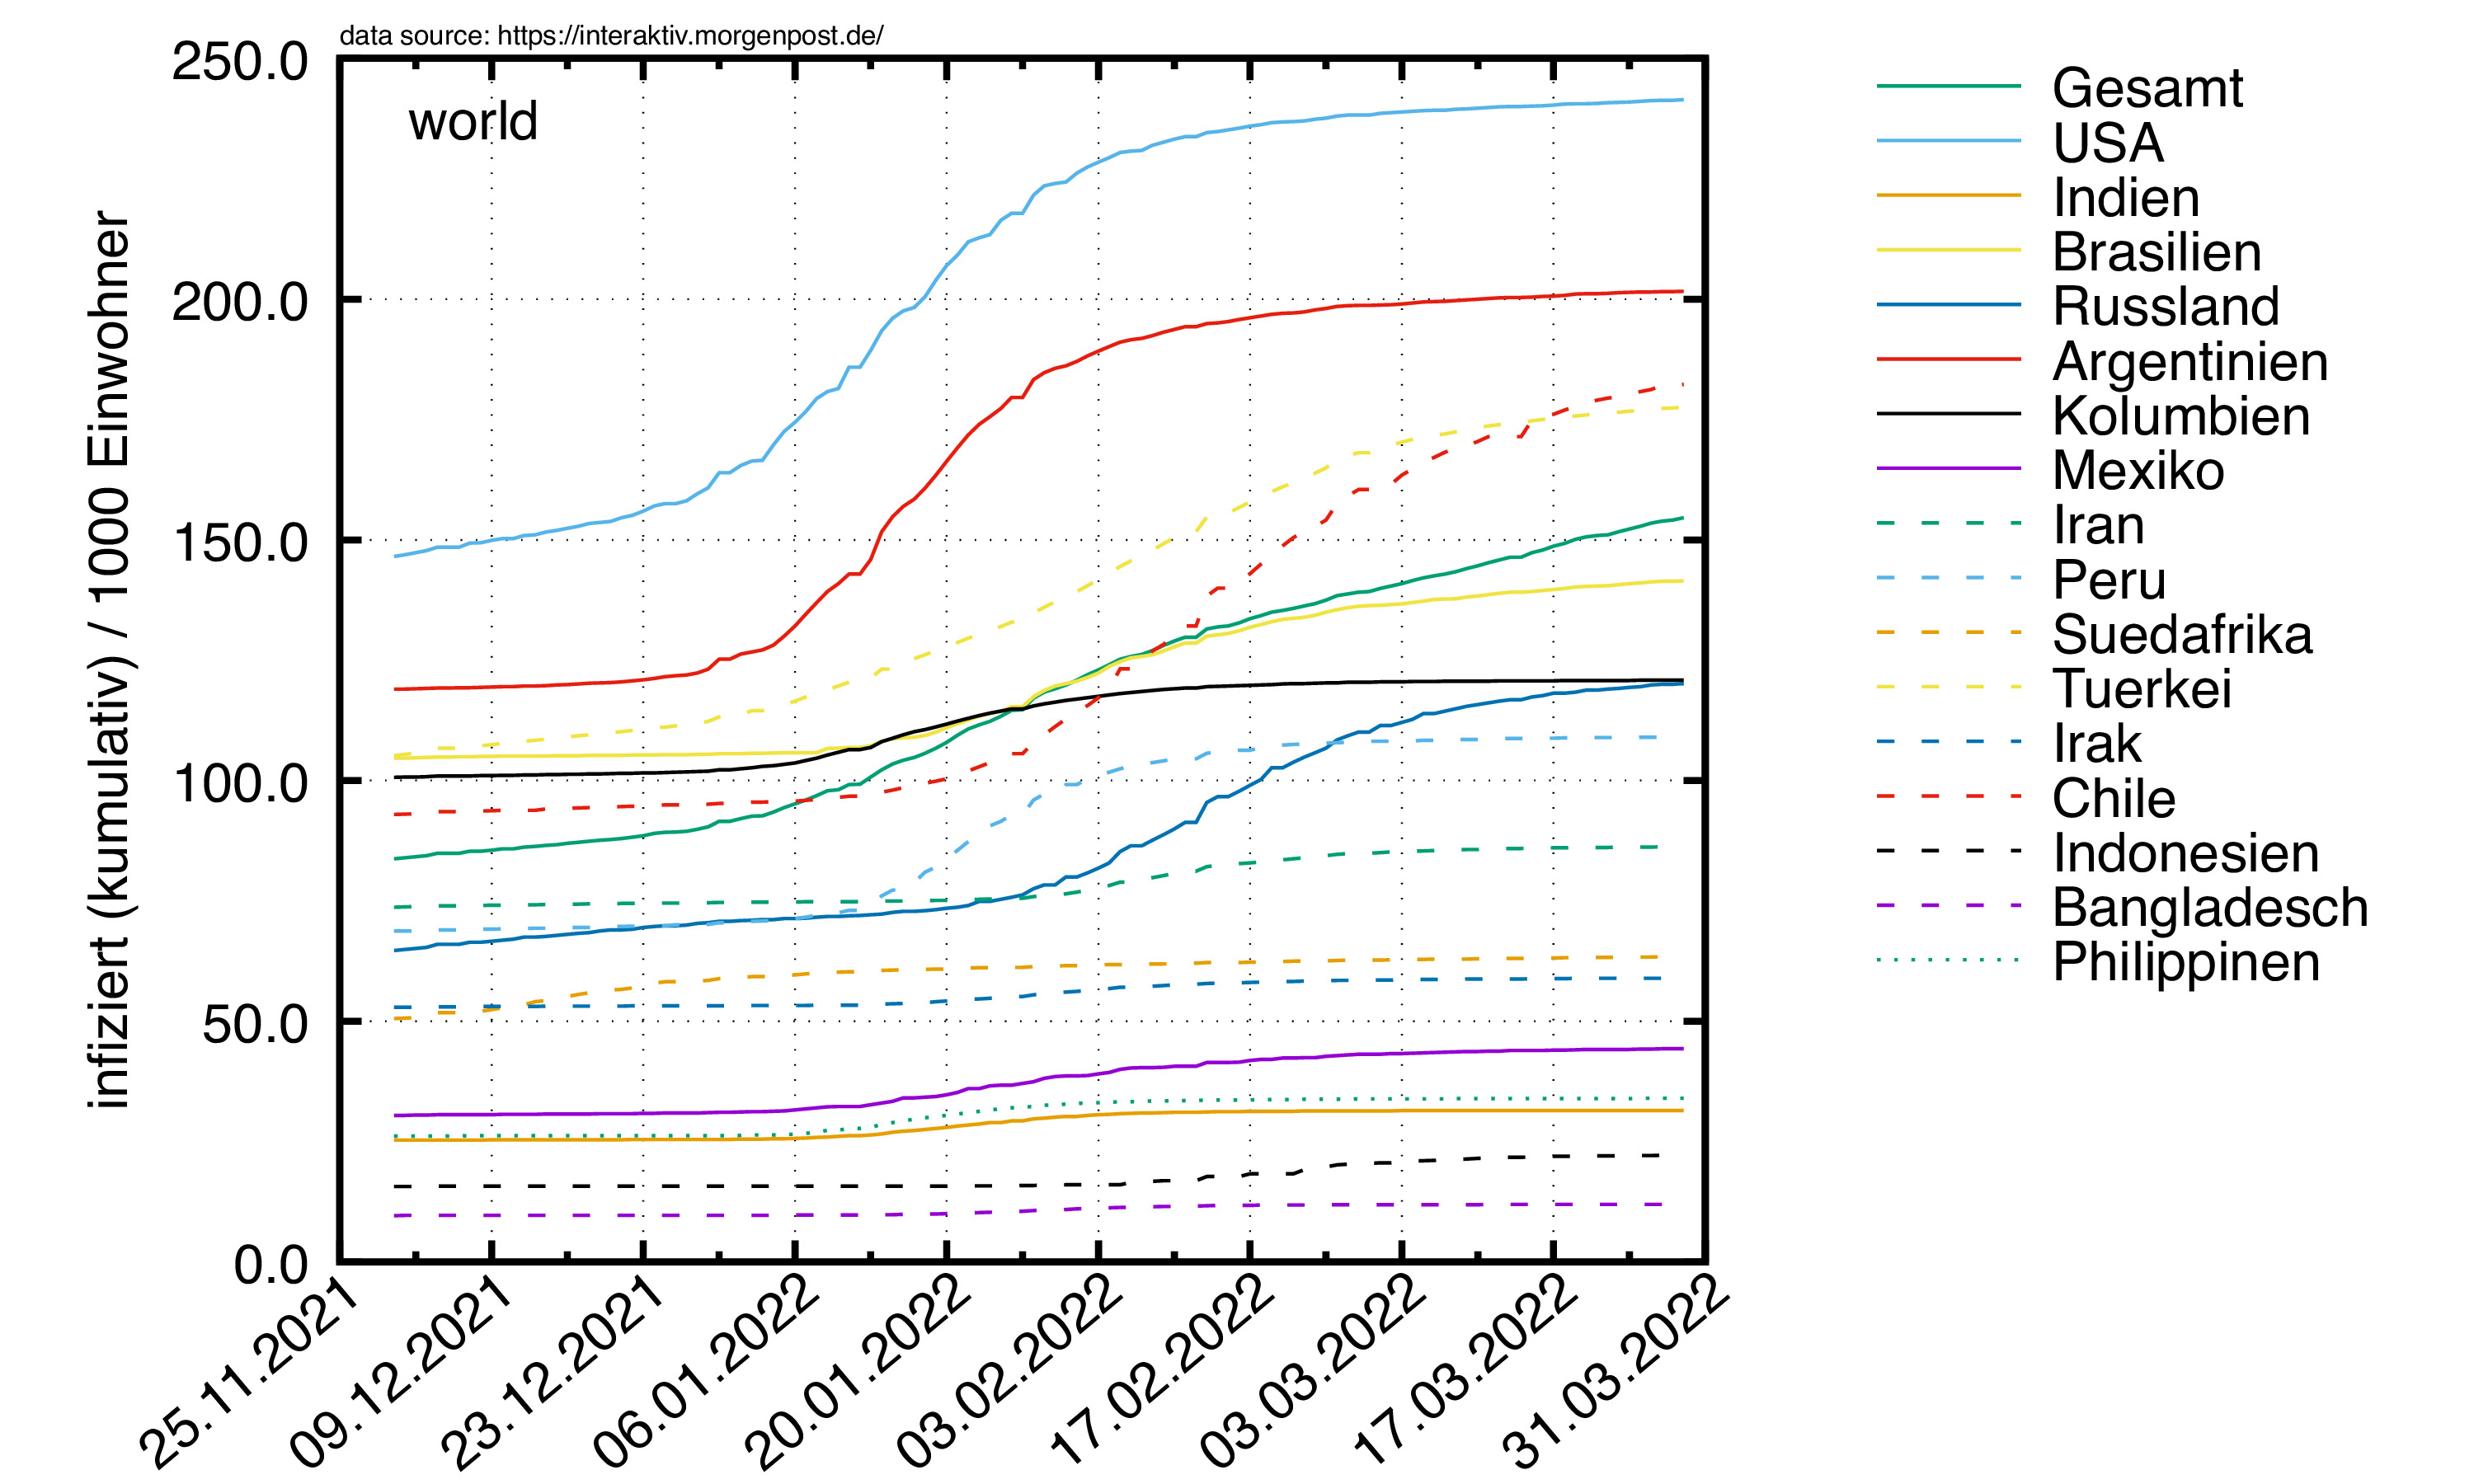 data source: https://interaktiv.morgenpost.de/
250.0
200.0
150.0
100.0
50.0
0.0
infiziert (kumulativ) / 1000 Einwohner
world
25.11.2021
09.12.2021
23.12.2021
06.01.2022
20.01.2022
03.02.2022
17.02.2022
03.03.2022
17.03.2022
31.03.2022
Gesamt
USA
Indien
Brasilien
Russland
Argentinien
Kolumbien
Mexiko
Iran
Peru
Suedafrika
Tuerkei
Irak
Chile
Indonesien
Bangladesch
Philippinen